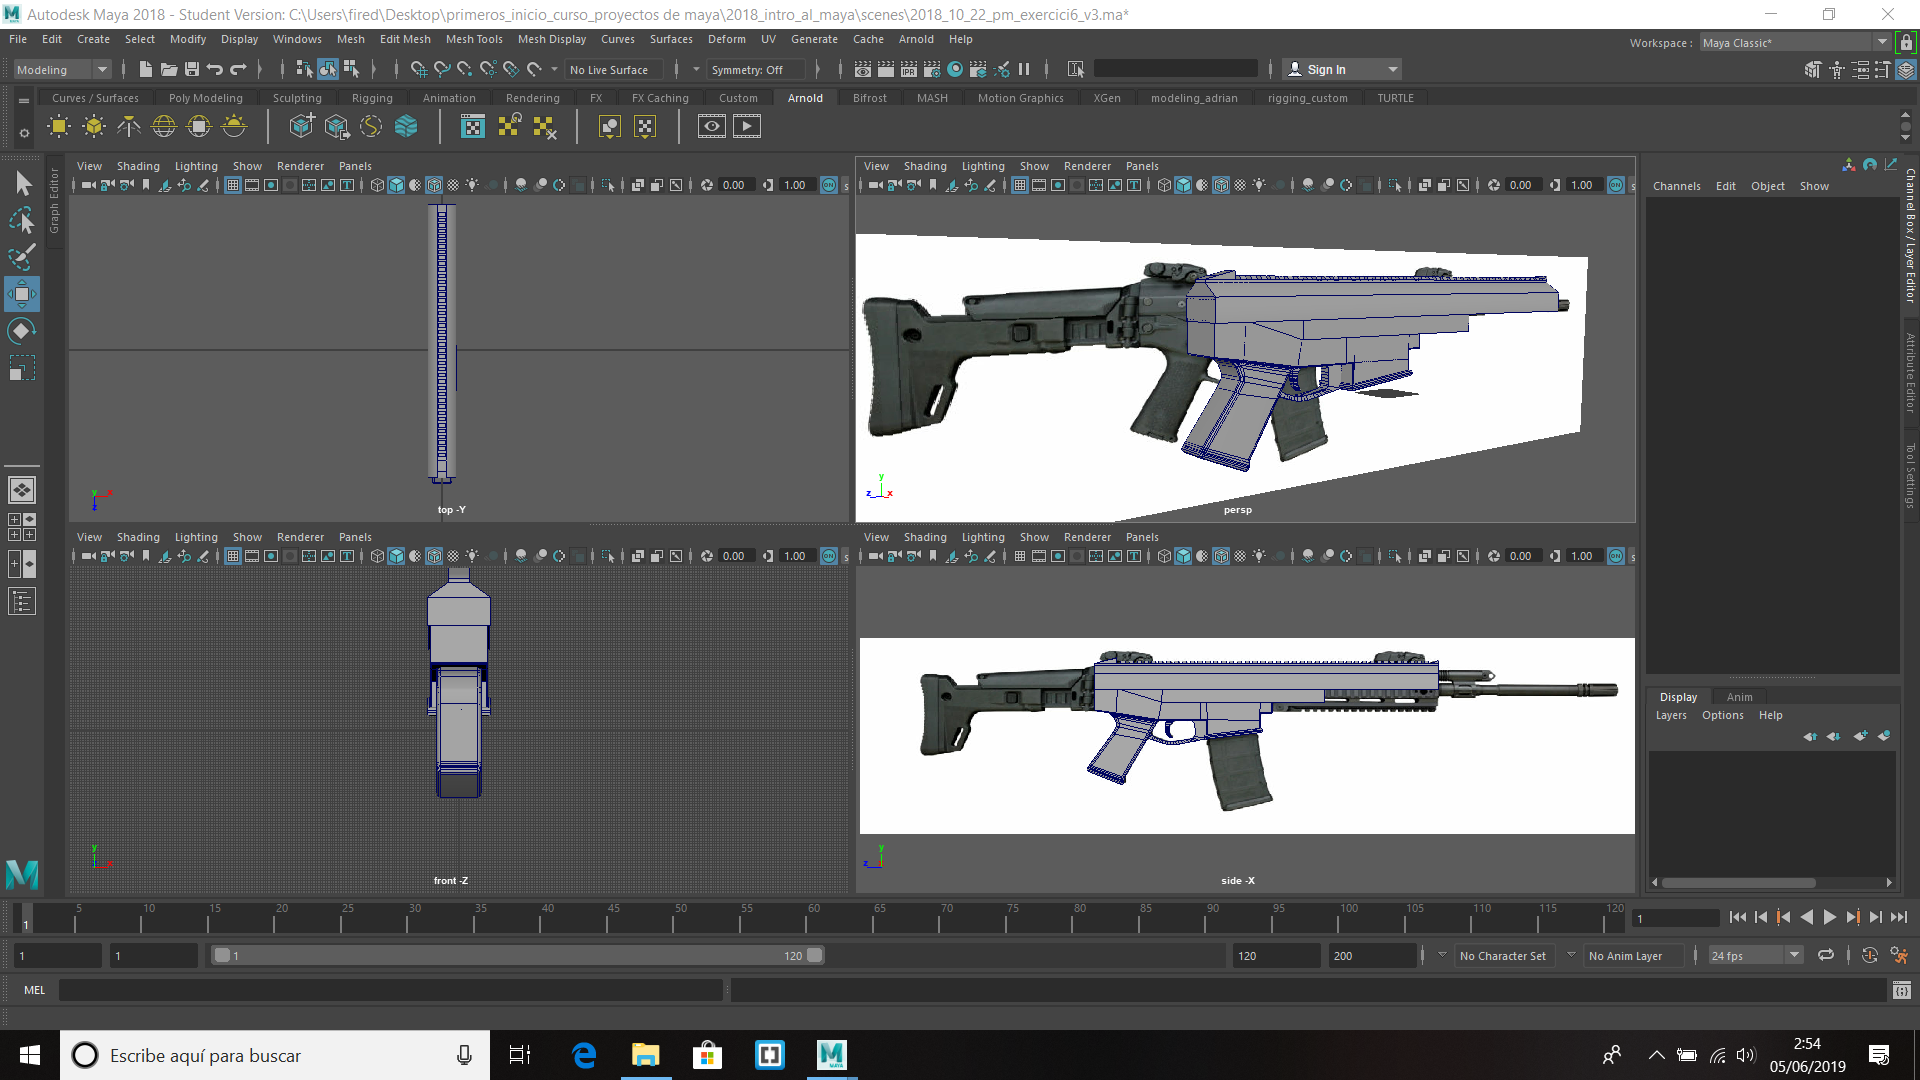 Autodesk Maya 2018 - Student Version: C:\Users\fired\Desktop\primeros_inicio_curso_proyectos de maya\2018_intro_al_maya\scenes\2018_10_22_pm_exercici6_v3.ma*
File Edit Create Select Modify Display Windows Mesh Edit Mesh Mesh Tools Mesh Display Curves Surfaces Deform UV Generate Cache Arnold Help
Workspace : Maya Classic*
Modeling No Live Surface Symmetry: Off Sign In
Curves / Surfaces Poly Modeling Sculpting Rigging Animation Rendering FX FX Caching Custom Arnold Bifrost MASH Motion Graphics XGen modeling_adrian rigging_custom TURTLE
Graph Editor
View Shading Lighting Show Renderer Panels
0.00 1.00 ON s
top -Y
View Shading Lighting Show Renderer Panels
0.00 1.00 ON s
persp
View Shading Lighting Show Renderer Panels
0.00 1.00 ON s
front -Z
View Shading Lighting Show Renderer Panels
0.00 1.00 ON s
side -X
Channels Edit Object Show
Channel Box / Layer Editor
Attribute Editor
Tool Settings
Display Anim
Layers Options Help
1 5 10 15 20 25 30 35 40 45 50 55 60 65 70 75 80 85 90 95 100 105 110 115 120
1
1 1 1 120 120 200 No Character Set No Anim Layer 24 fps
MEL
Escribe aquí para buscar
2:54
05/06/2019